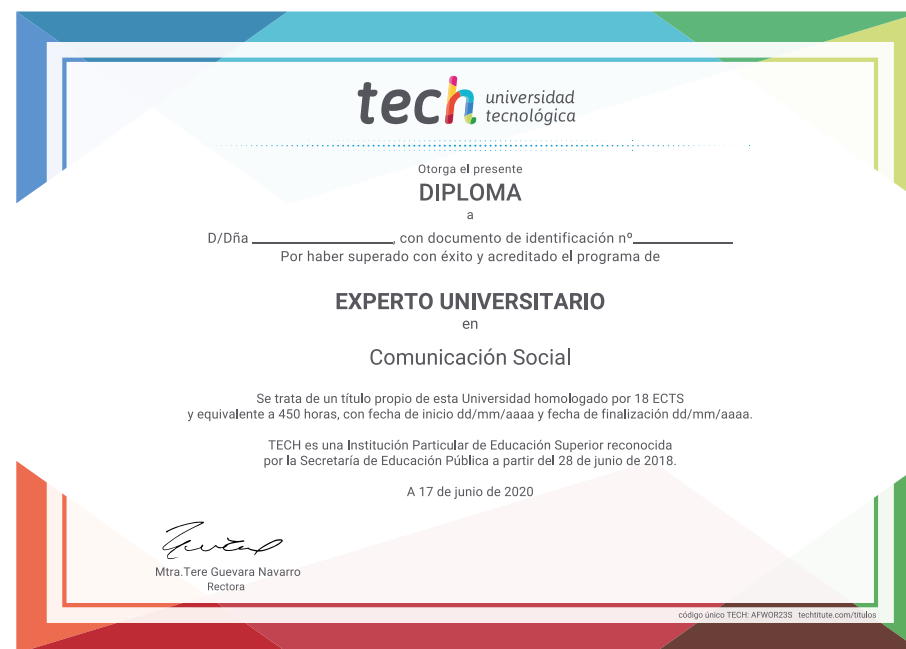 tech universidad
tecnológica
Otorga el presente
DIPLOMA
a
D/Dña ____________________, con documento de identificación nº______________
Por haber superado con éxito y acreditado el programa de
EXPERTO UNIVERSITARIO
en
Comunicación Social
Se trata de un título propio de esta Universidad homologado por 18 ECTS
y equivalente a 450 horas, con fecha de inicio dd/mm/aaaa y fecha de finalización dd/mm/aaaa.
TECH es una Institución Particular de Educación Superior reconocida
por la Secretaría de Educación Pública a partir del 28 de junio de 2018.
A 17 de junio de 2020
Mtra.Tere Guevara Navarro
Rectora
código único TECH: AFWOR23S techtitute.com/titulos